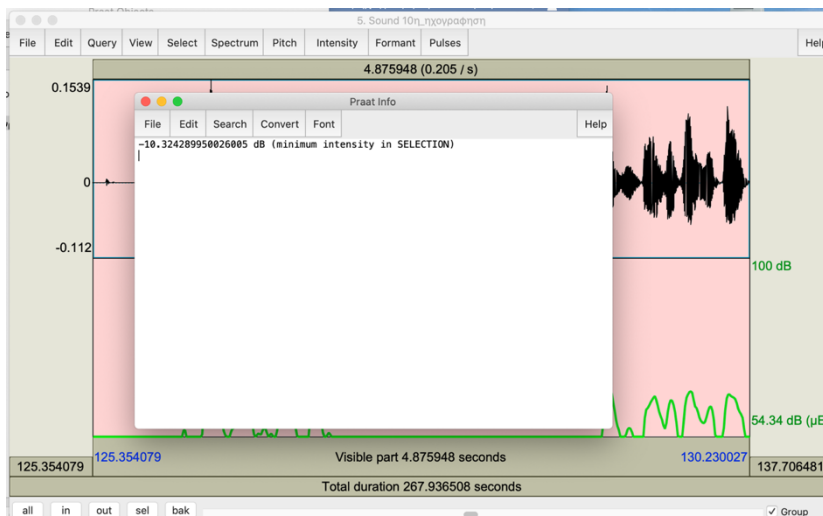 5. Sound 10η_ηχογραφηση
File Edit Query View Select Spectrum Pitch Intensity Formant Pulses Help
4.875948 (0.205 / s)
0.1539
Praat Info
File Edit Search Convert Font Help
-10.324289950026005 dB (minimum intensity in SELECTION)
0
-0.112
100 dB
54.34 dB (µE
125.354079 125.354079 Visible part 4.875948 seconds 130.230027 137.706481
Total duration 267.936508 seconds
all in out sel bak Group